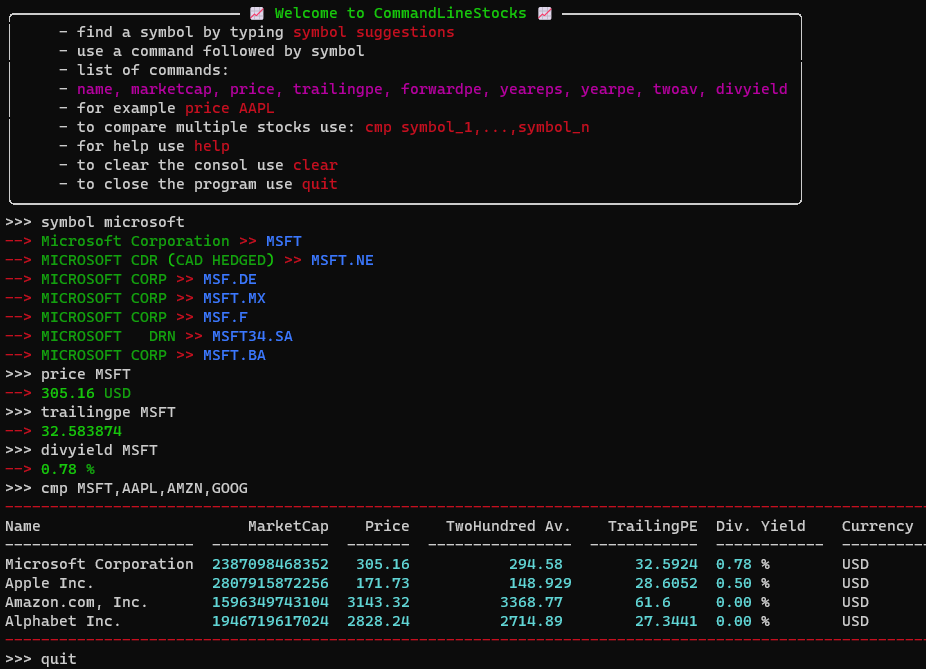 📈 Welcome to CommandLineStocks 📈
- find a symbol by typing symbol suggestions
- use a command followed by symbol
- list of commands:
- name, marketcap, price, trailingpe, forwardpe, yeareps, yearpe, twoav, divyield
- for example price AAPL
- to compare multiple stocks use: cmp symbol_1,...,symbol_n
- for help use help
- to clear the consol use clear
- to close the program use quit
>>> symbol microsoft
--> Microsoft Corporation >> MSFT
--> MICROSOFT CDR (CAD HEDGED) >> MSFT.NE
--> MICROSOFT CORP >> MSF.DE
--> MICROSOFT CORP >> MSFT.MX
--> MICROSOFT CORP >> MSF.F
--> MICROSOFT   DRN >> MSFT34.SA
--> MICROSOFT CORP >> MSFT.BA
>>> price MSFT
--> 305.16 USD
>>> trailingpe MSFT
--> 32.583874
>>> divyield MSFT
--> 0.78 %
>>> cmp MSFT,AAPL,AMZN,GOOG
Name MarketCap Price TwoHundred Av. TrailingPE Div. Yield Currency
Microsoft Corporation 2387098468352 305.16 294.58 32.5924 0.78 % USD
Apple Inc. 2807915872256 171.73 148.929 28.6052 0.50 % USD
Amazon.com, Inc. 1596349743104 3143.32 3368.77 61.6 0.00 % USD
Alphabet Inc. 1946719617024 2828.24 2714.89 27.3441 0.00 % USD
>>> quit